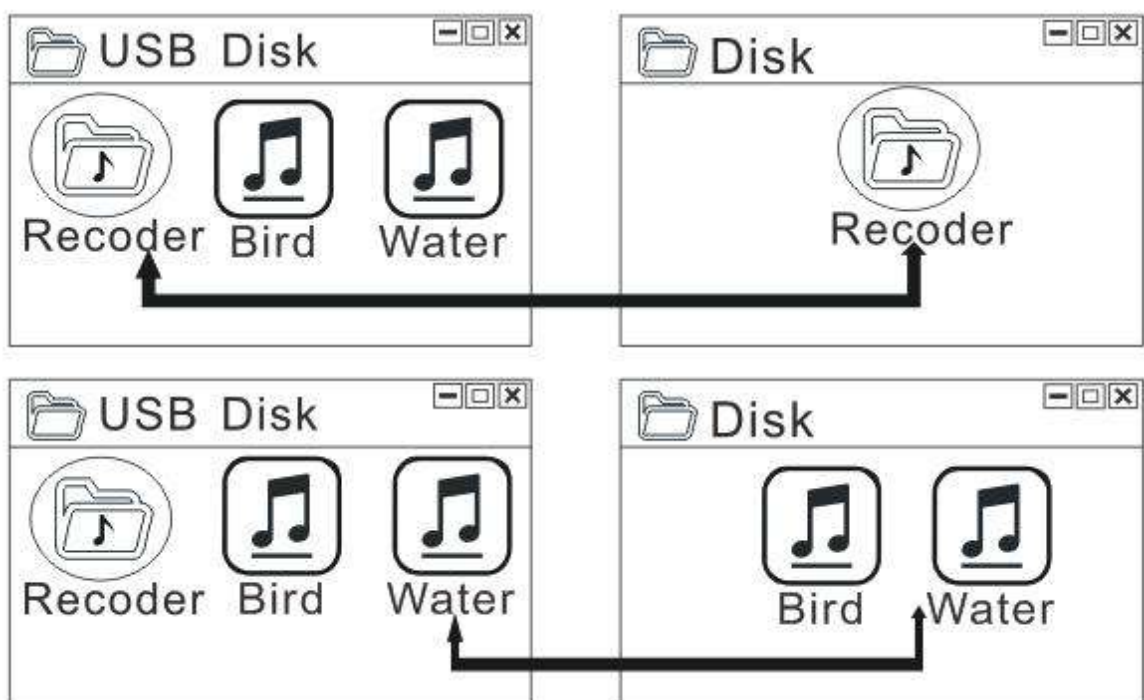 USB Disk
Disk
Recoder Bird Water
Recoder
USB Disk
Disk
Recoder Bird Water
Bird Water